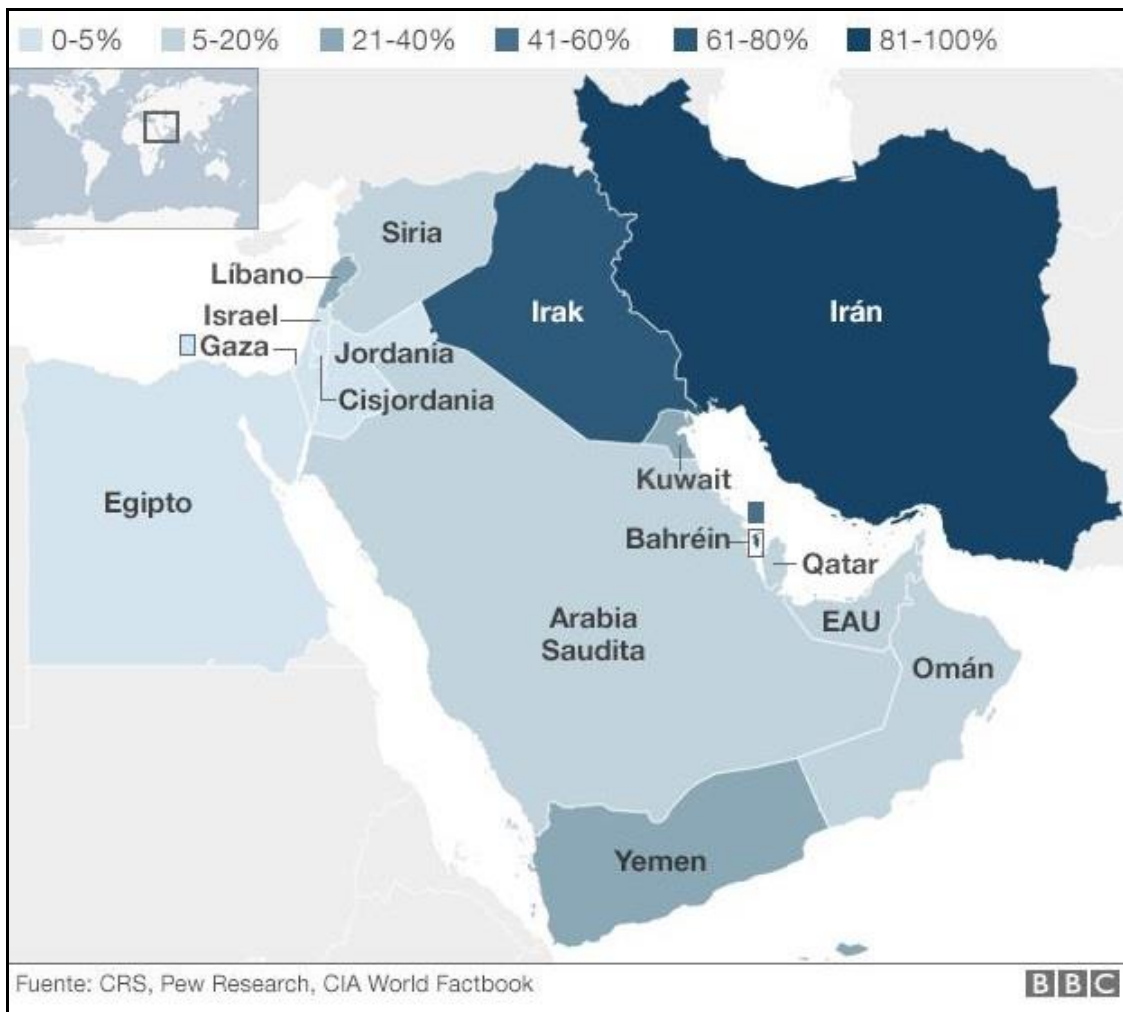 0-5% 5-20% 21-40% 41-60% 61-80% 81-100%
Siria
Líbano
Irak
Irán
Israel
Gaza
Jordania
Cisjordania
Kuwait
Egipto
Bahréin
Qatar
Arabia
Saudita
EAU
Omán
Yemen
Fuente: CRS, Pew Research, CIA World Factbook
BBC